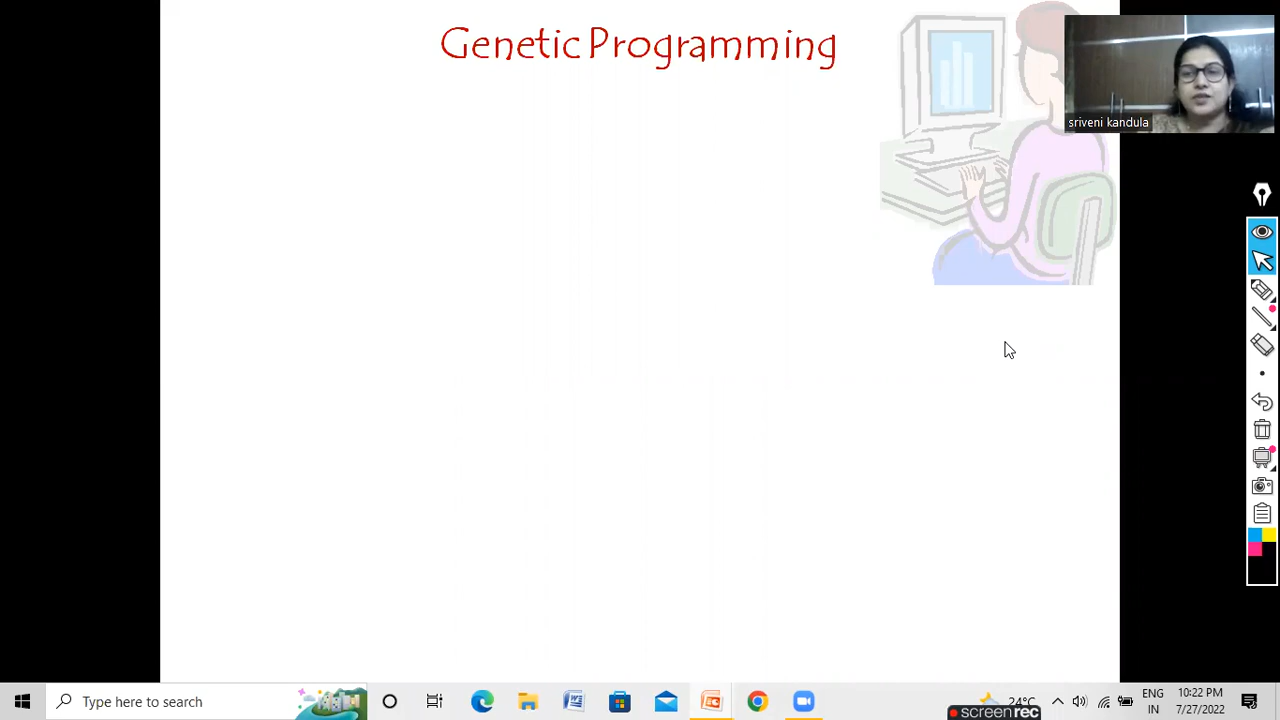 Genetic Programming
sriveni kandula
Type here to search
24°C
ENG
IN
10:22 PM
7/27/2022
screenrec